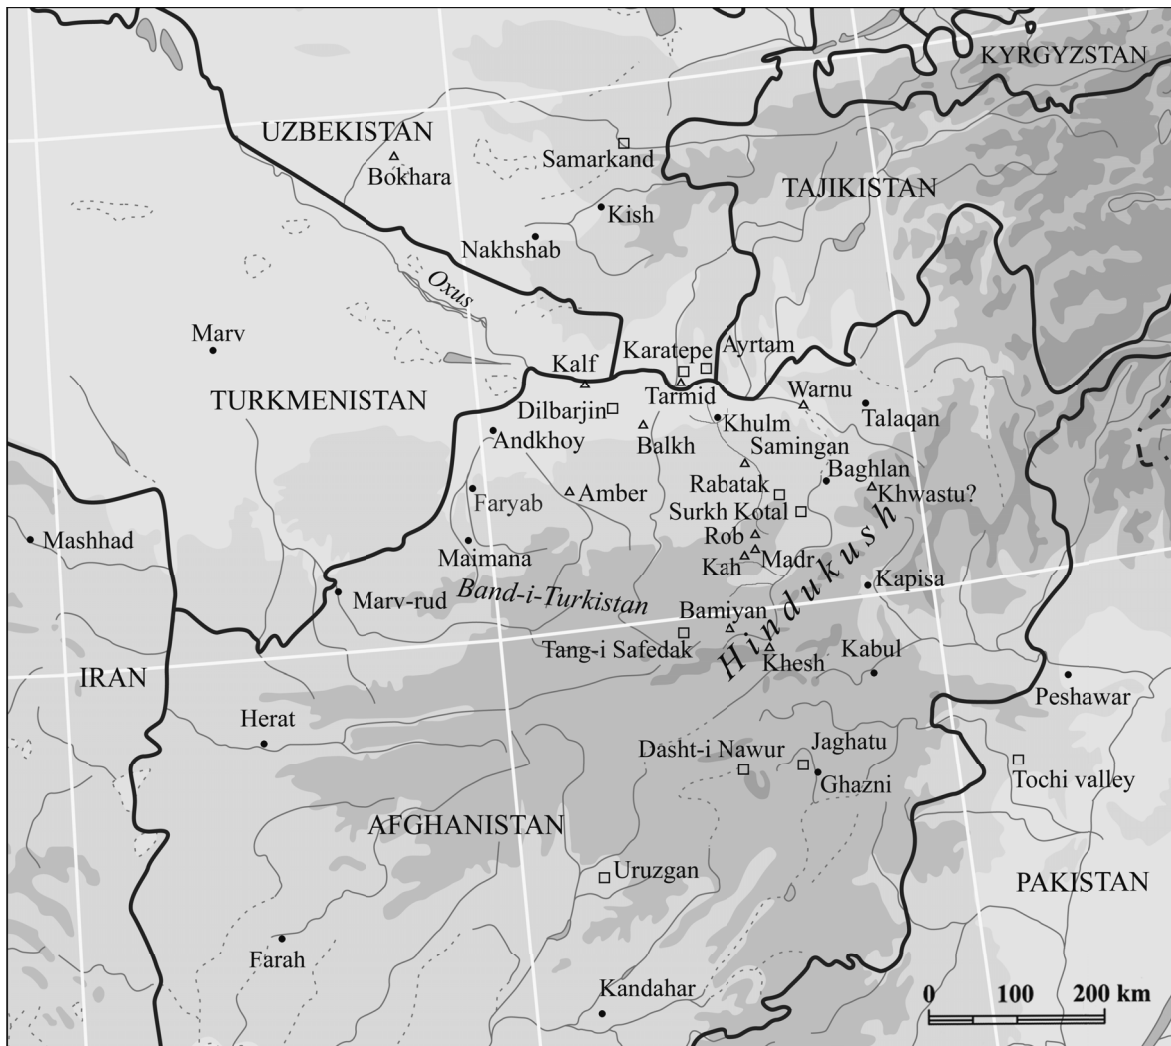 KYRGYZSTAN
UZBEKISTAN
Samarkand
Bokhara
TAJIKISTAN
Kish
Nakhshab
Oxus
Marv
Kalf
Karatepe
Ayrtam
TURKMENISTAN
Tarmid
Warnu
Dilbarjin
Khulm
Talaqan
Andkhoy
Balkh
Samingan
Baghlan
Rabatak
Khwastu?
Faryab
Amber
Surkh Kotal
Rob
Mashhad
Maimana
Kah
Madr
Hindukush
Kapisa
Marv-rud
Band-i-Turkistan
Bamiyan
Tang-i Safedak
Khesh
Kabul
IRAN
Peshawar
Herat
Dasht-i Nawur
Jaghatu
Ghazni
Tochi valley
AFGHANISTAN
Uruzgan
PAKISTAN
Farah
Kandahar
0 100 200 km